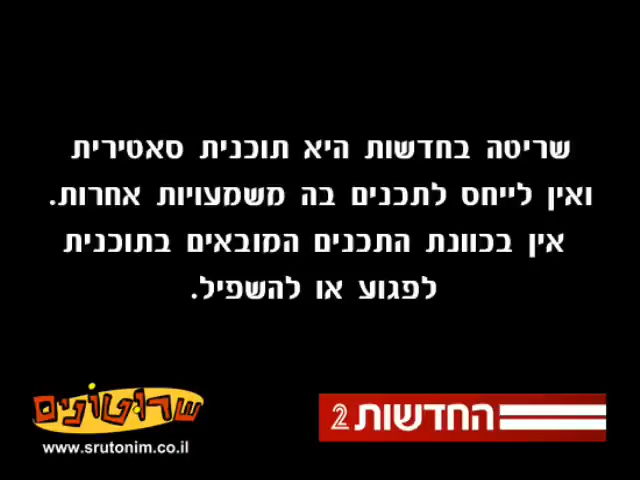 שריטה בחדשות היא תוכנית סאטירית
ואין לייחס לתכנים בה משמעויות אחרות.
אין בכוונת התכנים המובאים בתוכנית
לפגוע או להשפיל.
שרוטונים
www.srutonim.co.il
החדשות 2